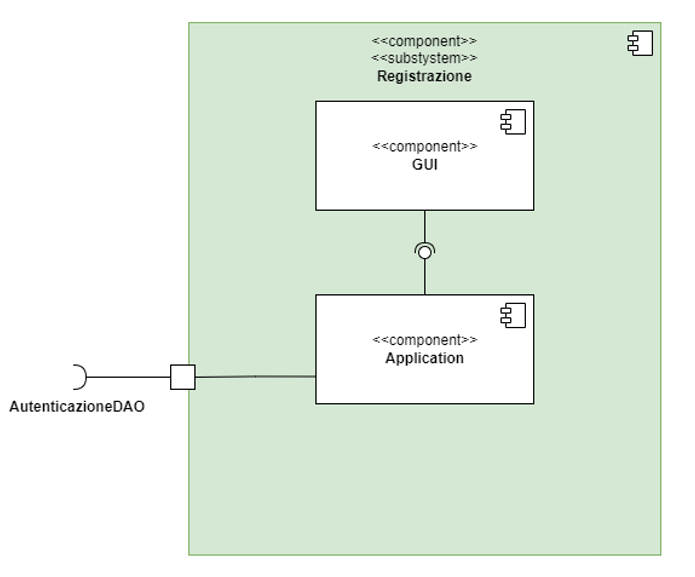 <<component>>
<<substystem>>
Registrazione
<<component>>
GUI
<<component>>
Application
AutenticazioneDAO